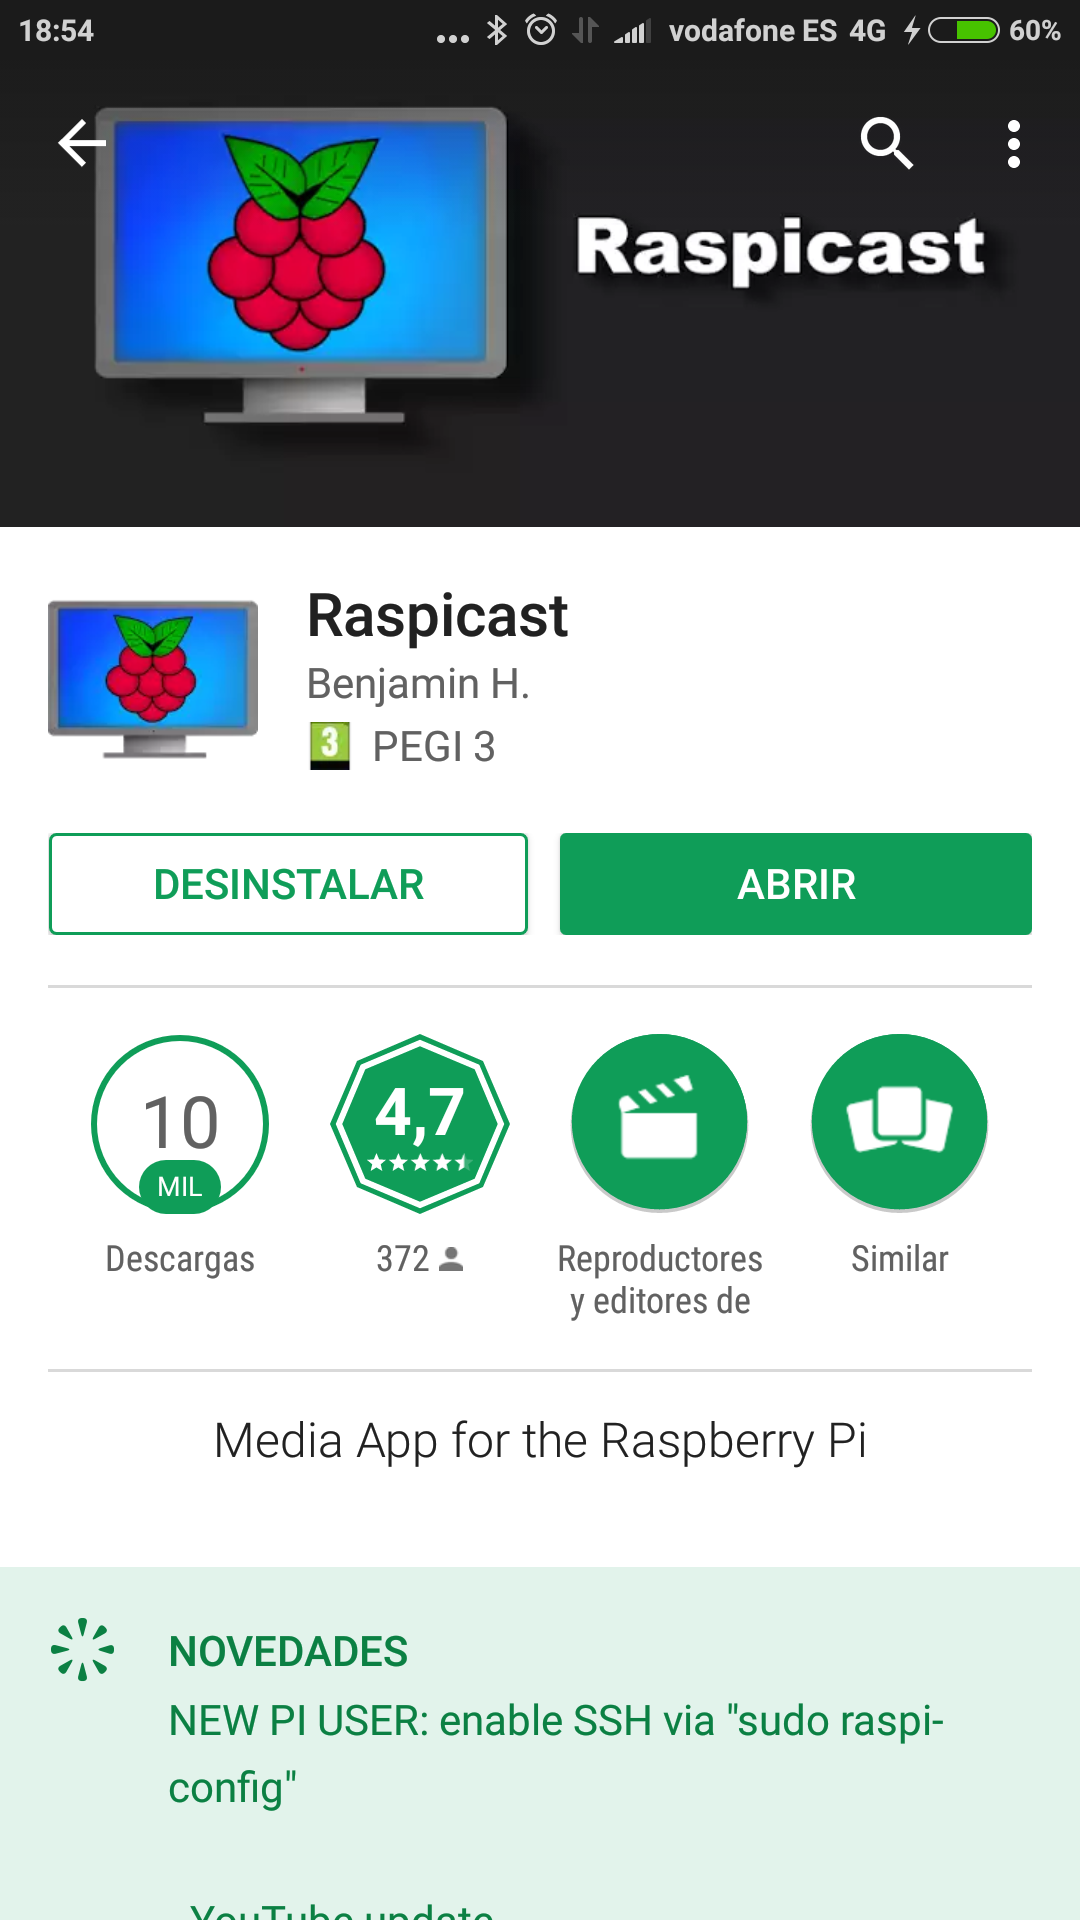 18:54 vodafone ES 4G 60%
Raspicast
Raspicast
Benjamin H.
3 PEGI 3
DESINSTALAR ABRIR
10 MIL
4,7
Descargas
372
Reproductores y editores de
Similar
Media App for the Raspberry Pi
NOVEDADES
NEW PI USER: enable SSH via "sudo raspi-
config"
YouTube update